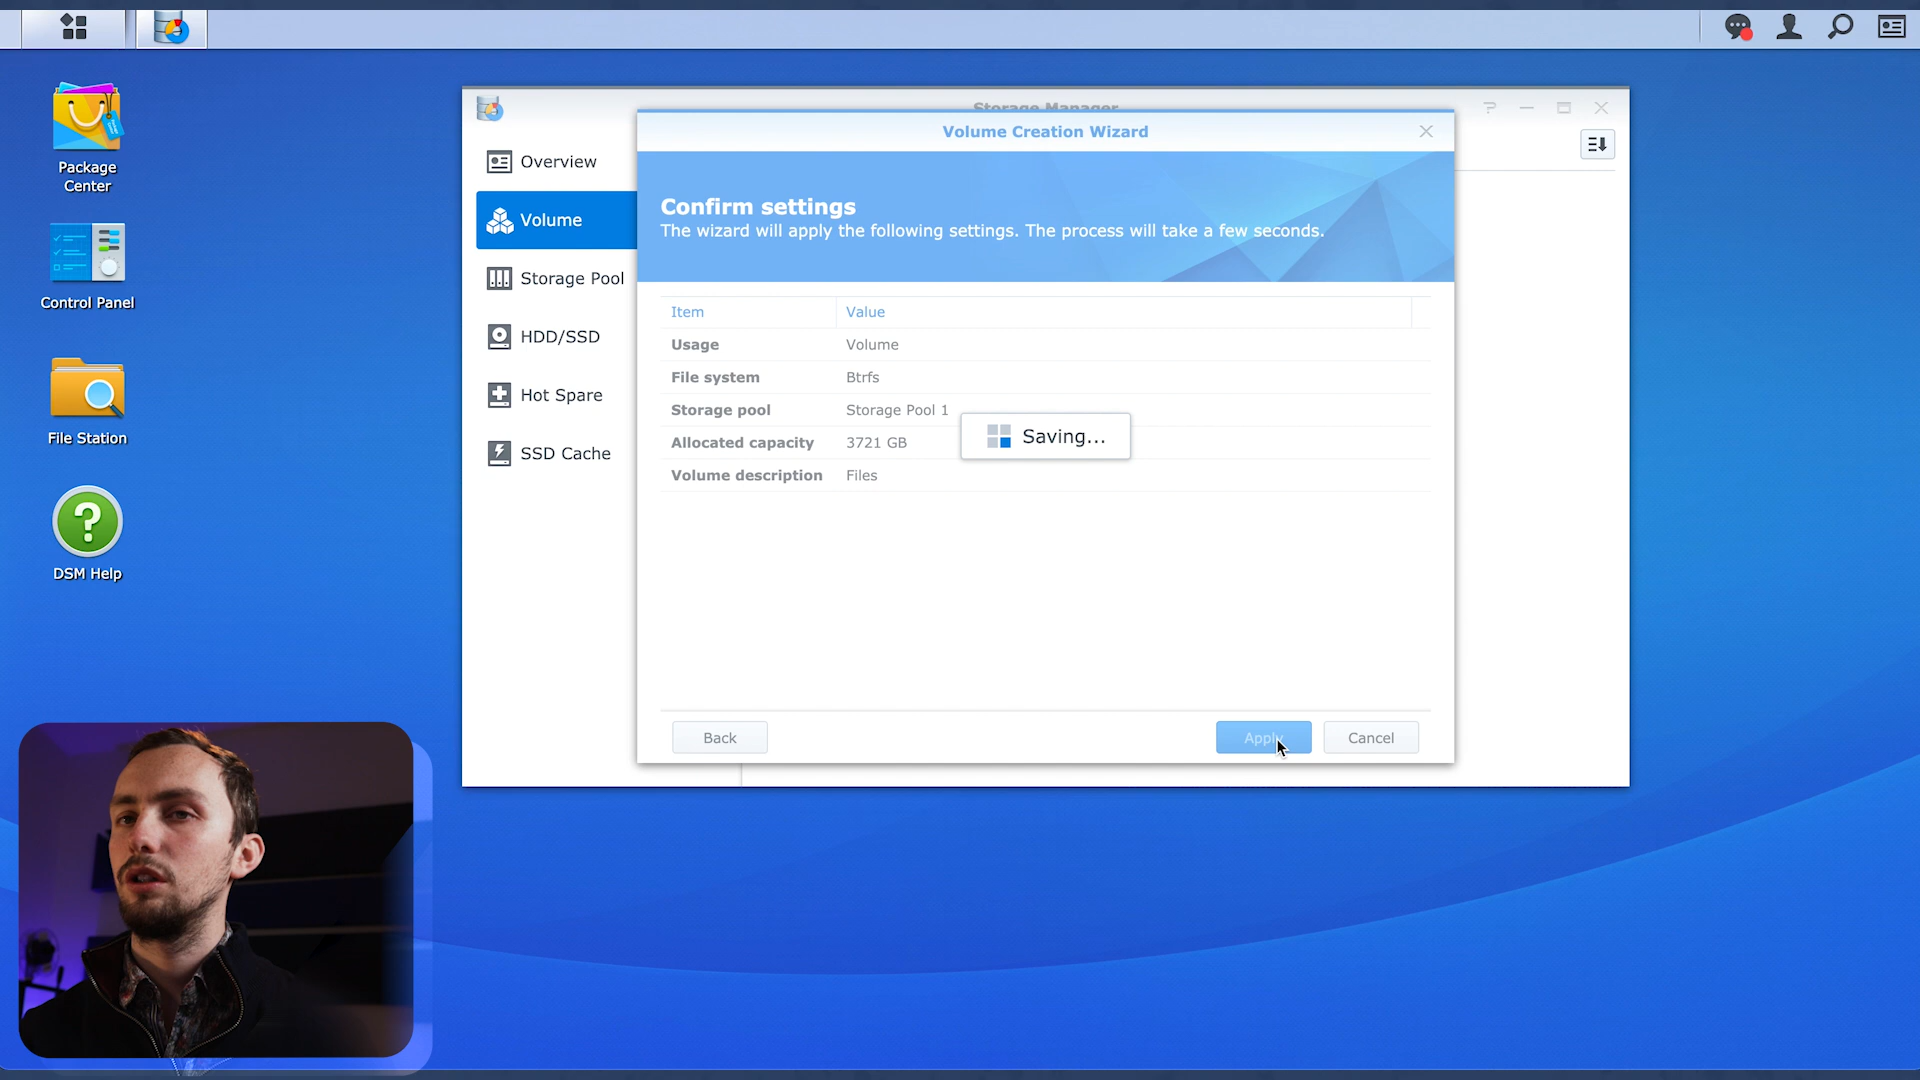 Storage Manager
Volume Creation Wizard
Package
Center
Control Panel
File Station
DSM Help
Overview
Volume
Storage Pool
HDD/SSD
Hot Spare
SSD Cache
Confirm settings
The wizard will apply the following settings. The process will take a few seconds.
Item Value
Usage Volume
File system Btrfs
Storage pool Storage Pool 1
Allocated capacity 3721 GB
Volume description Files
Saving...
Back Apply Cancel